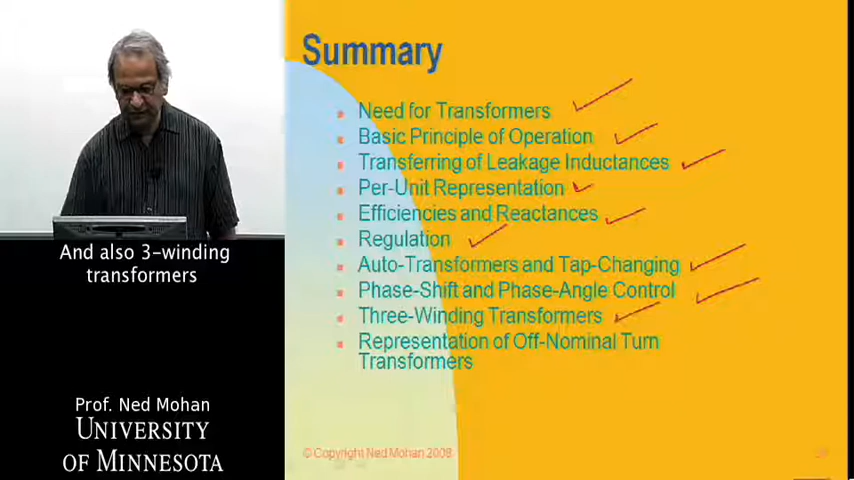 Summary
Need for Transformers
Basic Principle of Operation
Transferring of Leakage Inductances
Per-Unit Representation
Efficiencies and Reactances
Regulation
Auto-Transformers and Tap-Changing
Phase-Shift and Phase-Angle Control
Three-Winding Transformers
Representation of Off-Nominal Turn
Transformers
© Copyright Ned Mohan 2008
And also 3-winding
transformers
Prof. Ned Mohan
UNIVERSITY
OF MINNESOTA